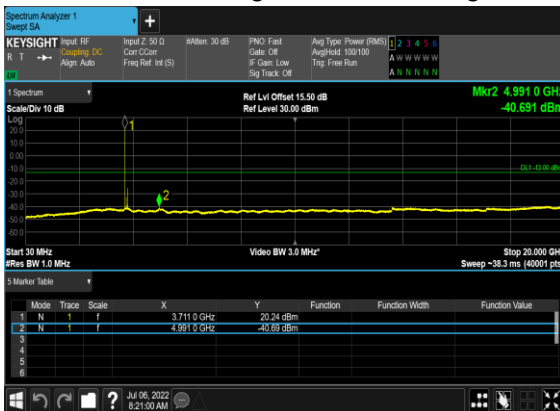 Spectrum Analyzer 1
Swept SA
KEYSIGHT Input: RF Input Z: 50 Ω #Atten: 30 dB PNO: Fast Avg Type: Power (RMS) 1 2 3 4 5 6
R T Coupling: DC Corr CCorr Gate: Off Avg|Hold: 100/100 A W W W W W
Align: Auto Freq Ref: Int (S) IF Gain: Low Trig: Free Run
Sig Track: Off A N N N N N
1 Spectrum
Ref Lvl Offset 15.50 dB Mkr2 4.991 0 GHz
Scale/Div 10 dB Ref Level 30.00 dBm -40.691 dBm
Log
20.0
10.0
0.00
-10.0
-20.0
-30.0
-40.0
-50.0
-60.0
1
DL1 -13.00 dBm
2
Start 30 MHz Video BW 3.0 MHz* Stop 20.000 GHz
#Res BW 1.0 MHz Sweep ~38.3 ms (40001 pts)
5 Marker Table
Mode Trace Scale X Y Function Function Width Function Value
1 N 1 f 3.711 0 GHz 20.24 dBm
2 N 1 f 4.991 0 GHz -40.69 dBm
3
4
5
6
? Jul 06, 2022
8:21:00 AM